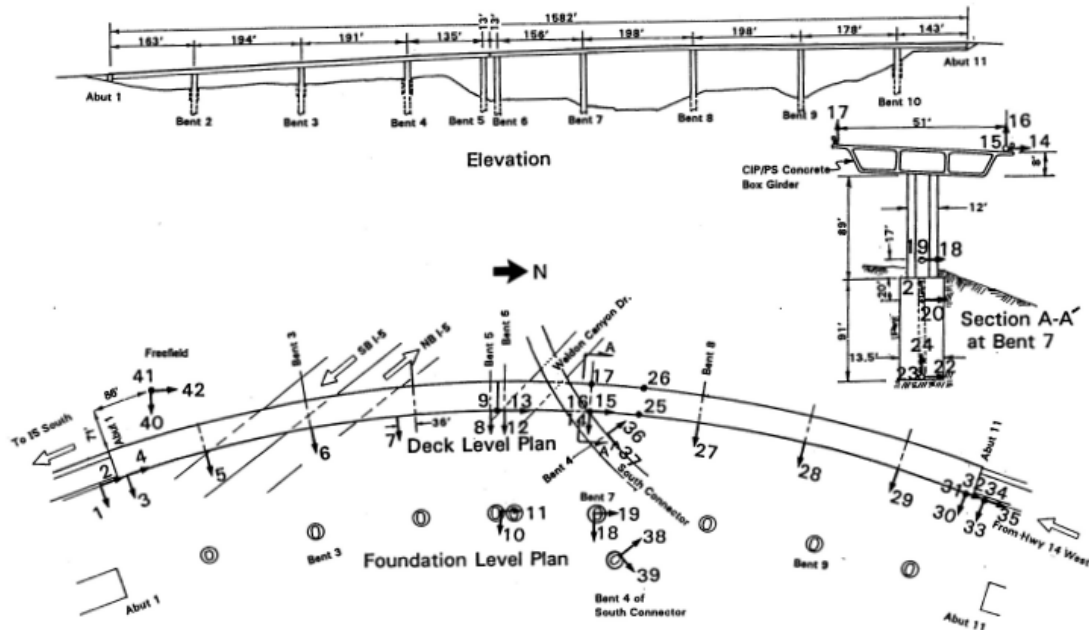 1582'
163'
194'
191'
135'
13'
13'
156'
198'
198'
178'
143'
Abut 1
Bent 2
Bent 3
Bent 4
Bent 5
Bent 6
Bent 7
Bent 8
Bent 9
Bent 10
Abut 11
Elevation
17
51'
16
15
14
8'
CIP/PS Concrete
Box Girder
12'
89'
17'
19
18
20'
20
91'
24
13.5'
23
22
Section A-A'
at Bent 7
N
Freefield
41
42
86'
40
71'
Abut 1
To I5 South
2
4
1
3
5
Bent 3
SB I-5
NB I-5
6
36'
7
Deck Level Plan
Bent 5
Bent 6
9
13
8
12
Weldon Canyon Dr.
A
17
26
16
15
14
25
A
36
37
Bent 4
South Connector
Bent 8
27
28
29
Abut 11
31
32
34
30
33
35
From Hwy 14 West
Bent 3
11
10
Bent 7
19
18
38
39
Foundation Level Plan
Bent 9
Abut 1
Bent 4 of
South Connector
Abut 11